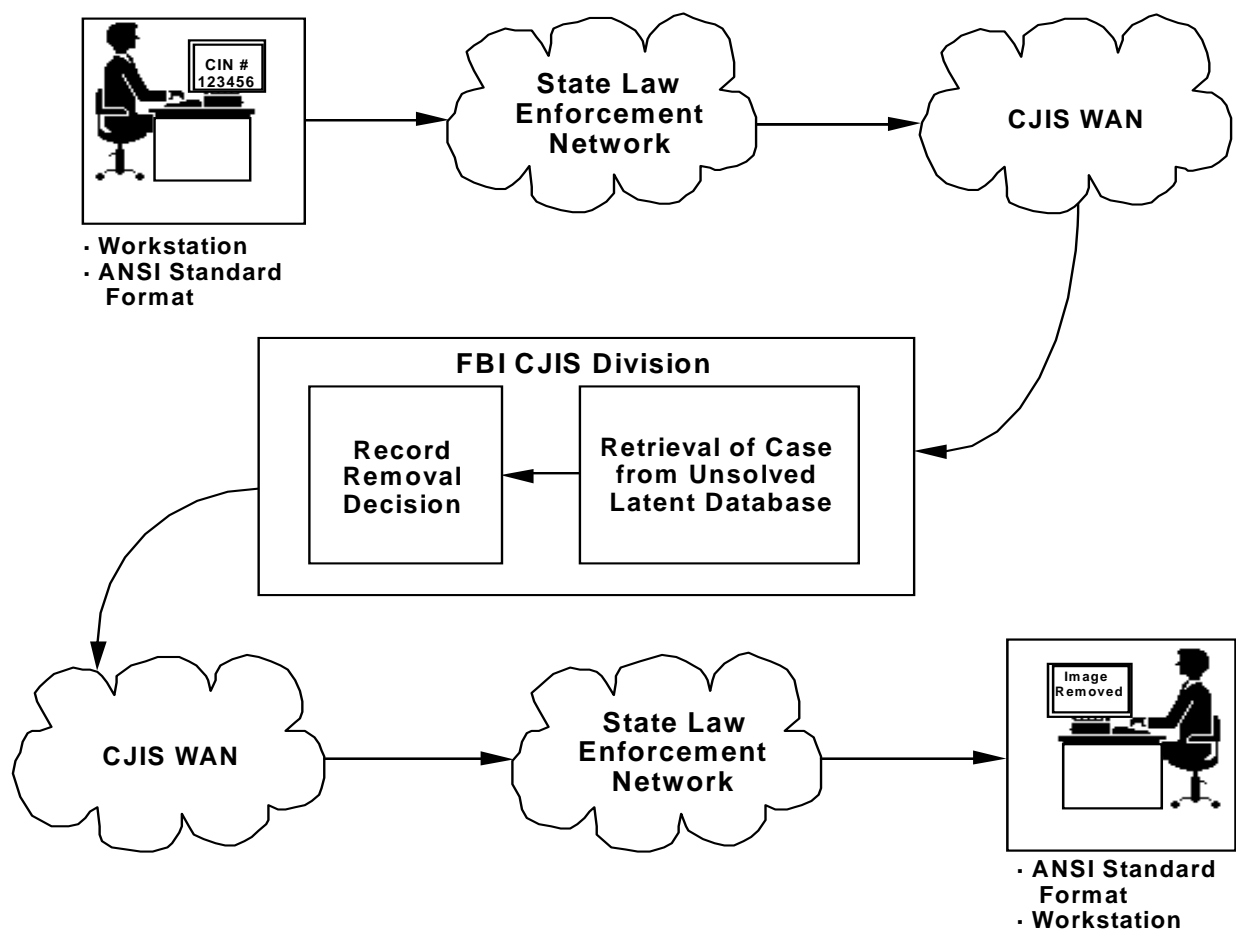 CIN #
123456
State Law
Enforcement
Network
CJIS WAN
· Workstation
· ANSI Standard
Format
FBI CJIS Division
Record
Removal
Decision
Retrieval of Case
from Unsolved
Latent Database
CJIS WAN
State Law
Enforcement
Network
Image
Removed
· ANSI Standard
Format
· Workstation